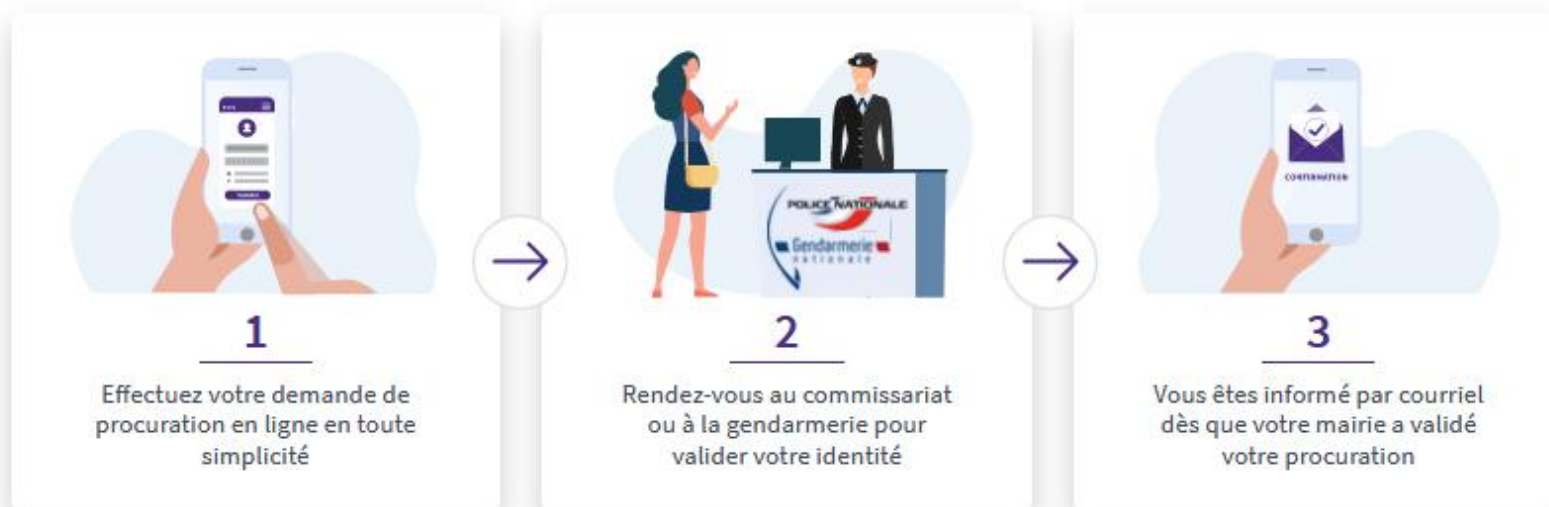 POLICE NATIONALE
Gendarmerie
nationale
CONFIRMATION
1
Effectuez votre demande de
procuration en ligne en toute
simplicité
2
Rendez-vous au commissariat
ou à la gendarmerie pour
valider votre identité
3
Vous êtes informé par courriel
dès que votre mairie a validé
votre procuration